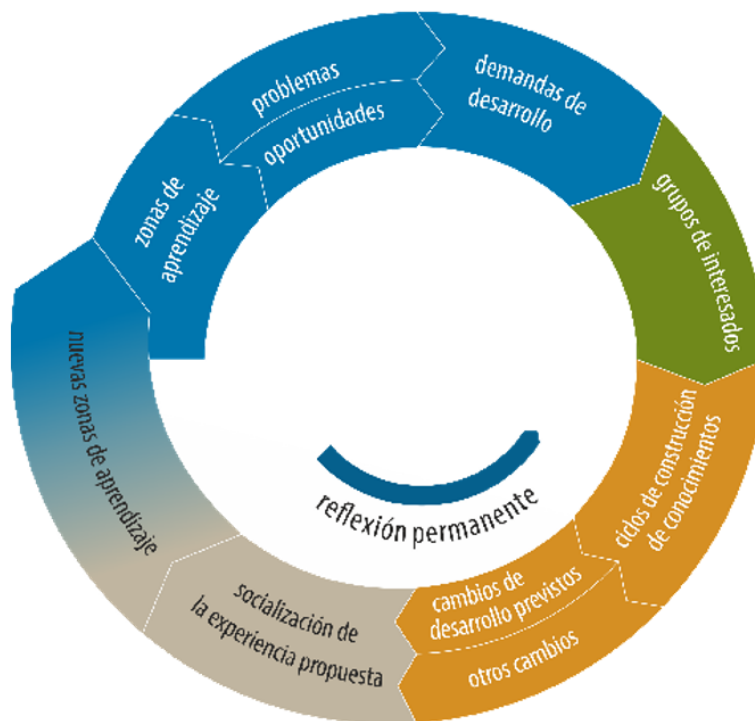 zonas de
aprendizaje
problemas
oportunidades
demandas de
desarrollo
grupos de interesados
ciclos de construcción
de conocimientos
cambios de
desarrollo previstos
otros cambios
socialización de
la experiencia propuesta
nuevas zonas de aprendizaje
reflexión permanente